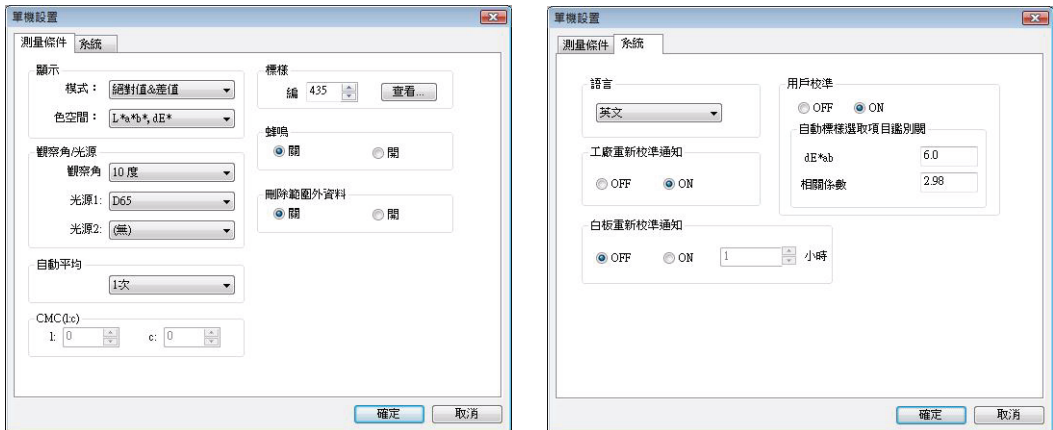 單機設置
測量條件 系統
顯示
模式： 絕對值&差值
色空間： L*a*b*, dE*
觀察角/光源
觀察角 10 度
光源1: D65
光源2: (無)
自動平均
1次
CMC(l:c)
l: 0 c: 0
標樣
編 435 查看...
蜂鳴
關 開
刪除範圍外資料
關 開
確定 取消
單機設置
測量條件 系統
語言
英文
工廠重新校準通知
OFF ON
白板重新校準通知
OFF ON 1 小時
用戶校準
OFF ON
自動標樣選取項目鑑別閾
dE*ab 6.0
相關係數 2.98
確定 取消